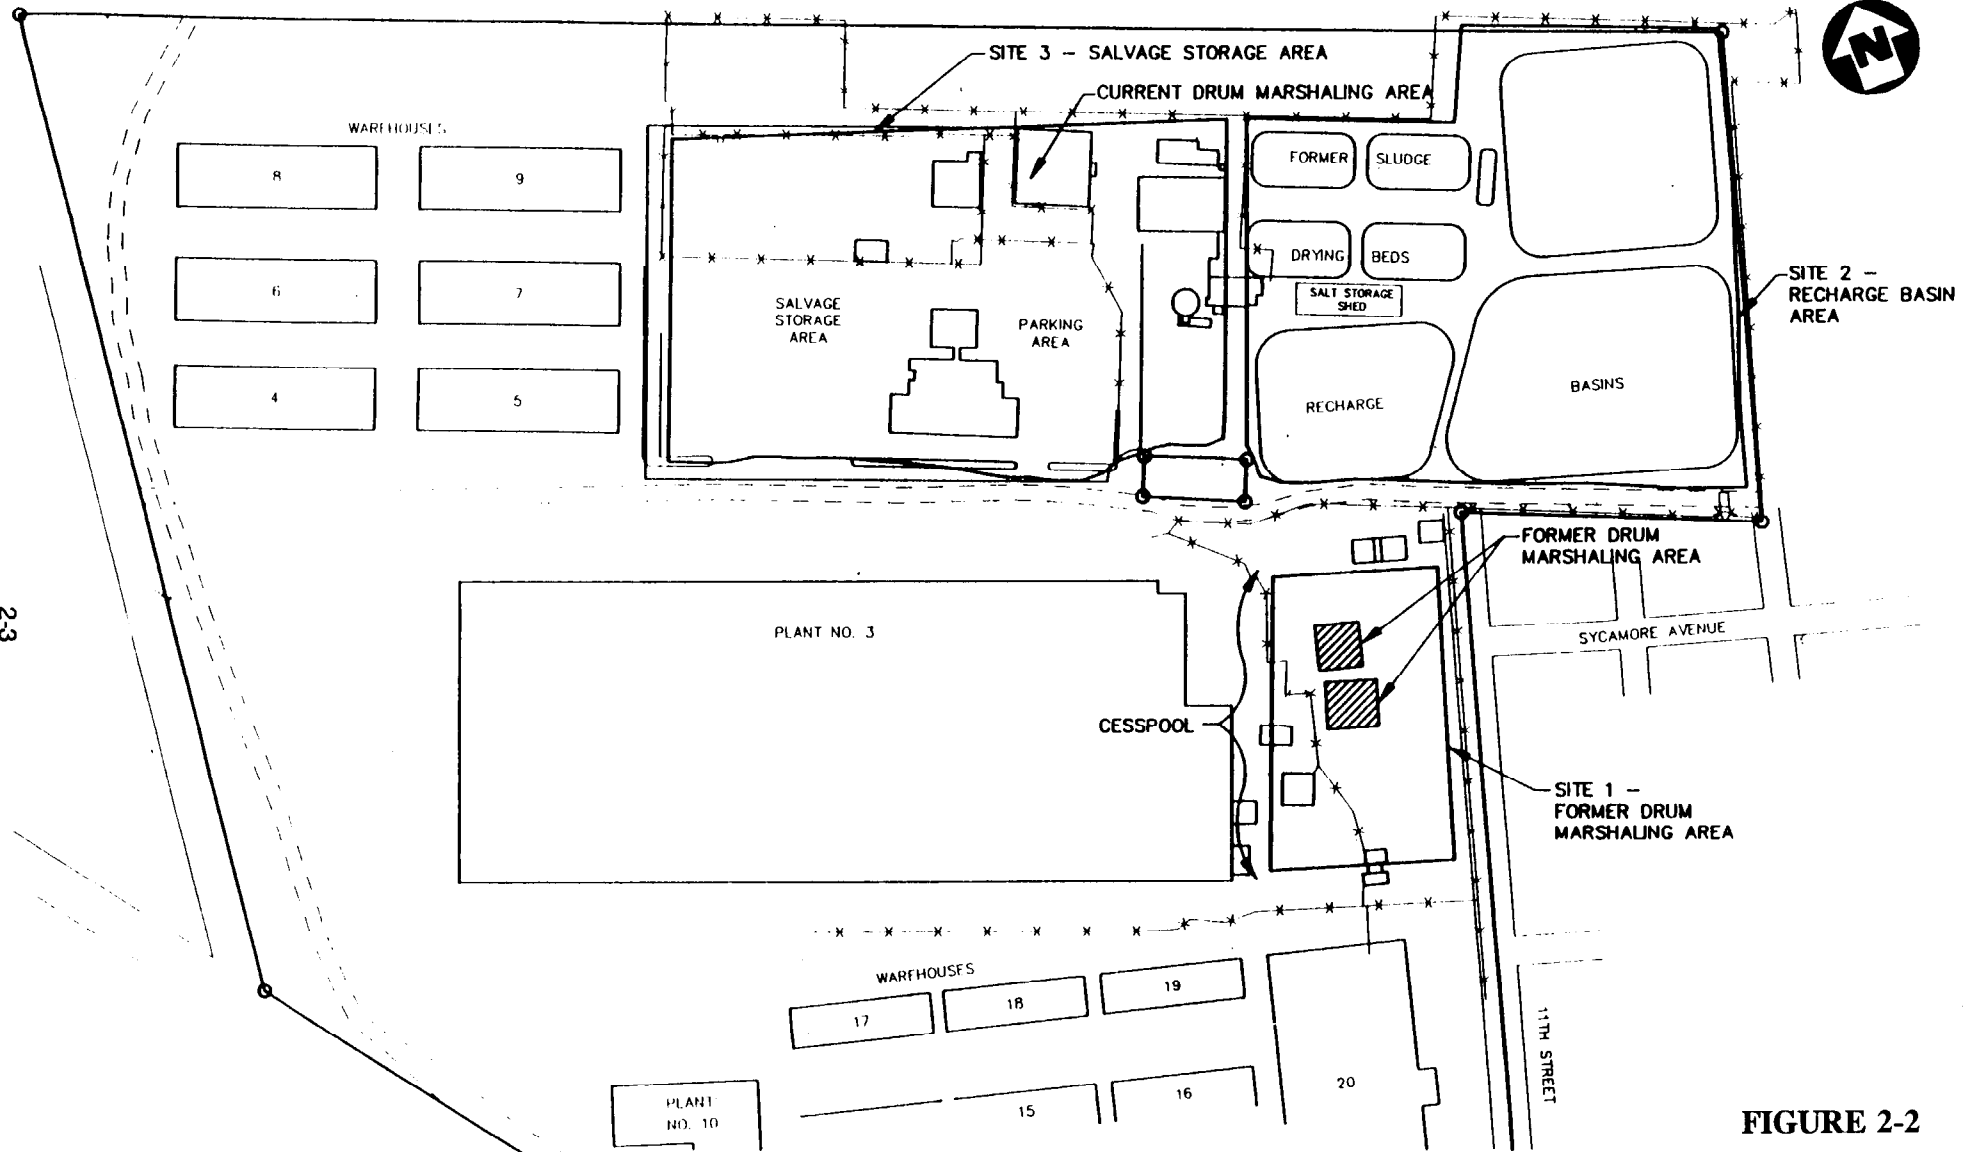 N
SITE 3 - SALVAGE STORAGE AREA
CURRENT DRUM MARSHALING AREA
WAREHOUSES
8
9
FORMER
SLUDGE
6
7
DRYING
BEDS
SALT STORAGE
SHED
SITE 2 -
RECHARGE BASIN
AREA
SALVAGE
STORAGE
AREA
PARKING
AREA
4
5
RECHARGE
BASINS
FORMER DRUM
MARSHALING AREA
2-3
PLANT NO. 3
SYCAMORE AVENUE
CESSPOOL
SITE 1 -
FORMER DRUM
MARSHALING AREA
WAREHOUSES
17
18
19
11TH STREET
PLANT
NO. 10
15
16
20
FIGURE 2-2